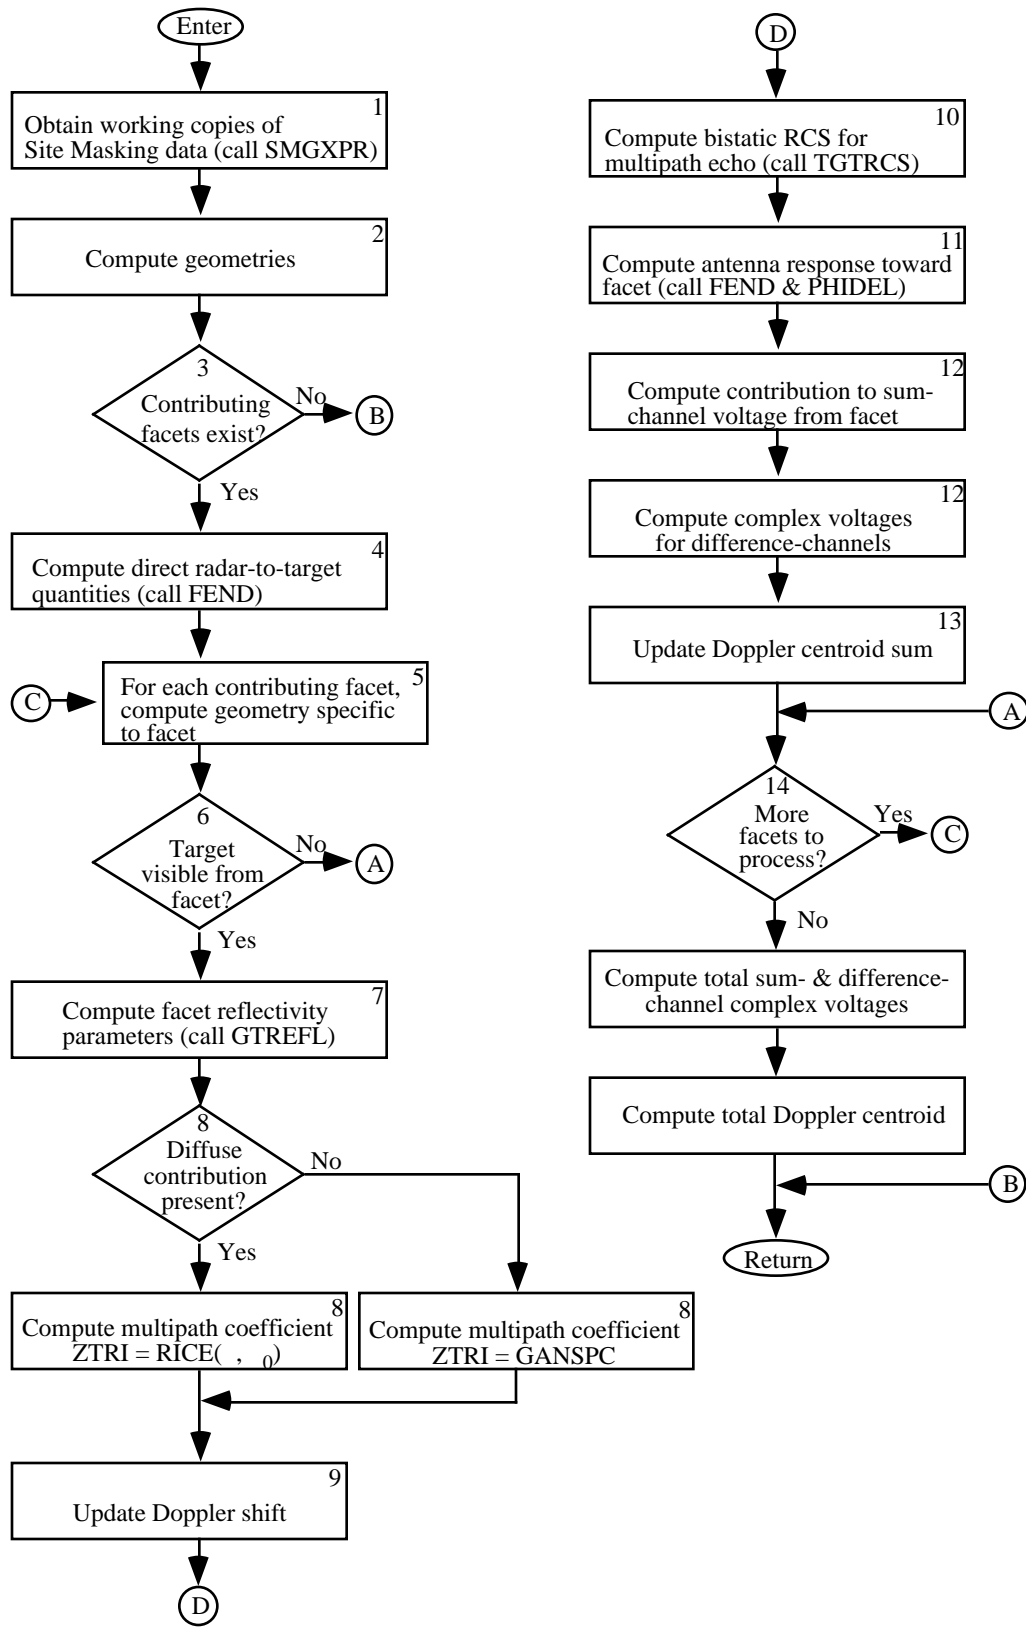 Enter
1
Obtain working copies of
Site Masking data (call SMGXPR)
2
Compute geometries
3
Contributing
facets exist?
No
B
Yes
4
Compute direct radar-to-target
quantities (call FEND)
C
5
For each contributing facet,
compute geometry specific
to facet
6
Target
visible from
facet?
No
A
Yes
7
Compute facet reflectivity
parameters (call GTREFL)
8
Diffuse
contribution
present?
No
Yes
8
Compute multipath coefficient
ZTRI = RICE( , 0)
8
Compute multipath coefficient
ZTRI = GANSPC
9
Update Doppler shift
D
D
10
Compute bistatic RCS for
multipath echo (call TGTRCS)
11
Compute antenna response toward
facet (call FEND & PHIDEL)
12
Compute contribution to sum-
channel voltage from facet
12
Compute complex voltages
for difference-channels
13
Update Doppler centroid sum
A
14
More
facets to
process?
Yes
C
No
Compute total sum- & difference-
channel complex voltages
Compute total Doppler centroid
B
Return